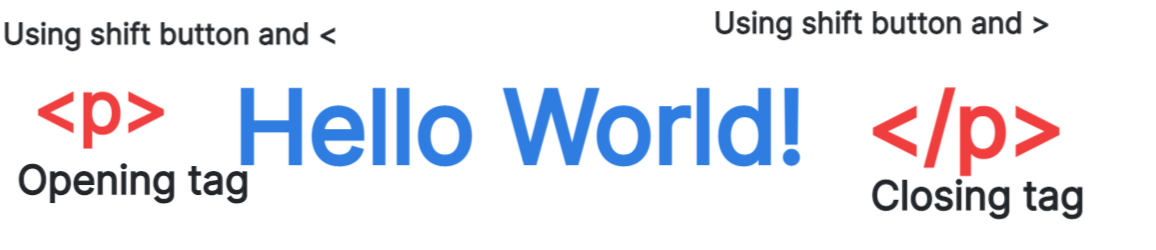 Using shift button and <
Using shift button and >
<p> Hello World! </p>
Opening tag
Closing tag